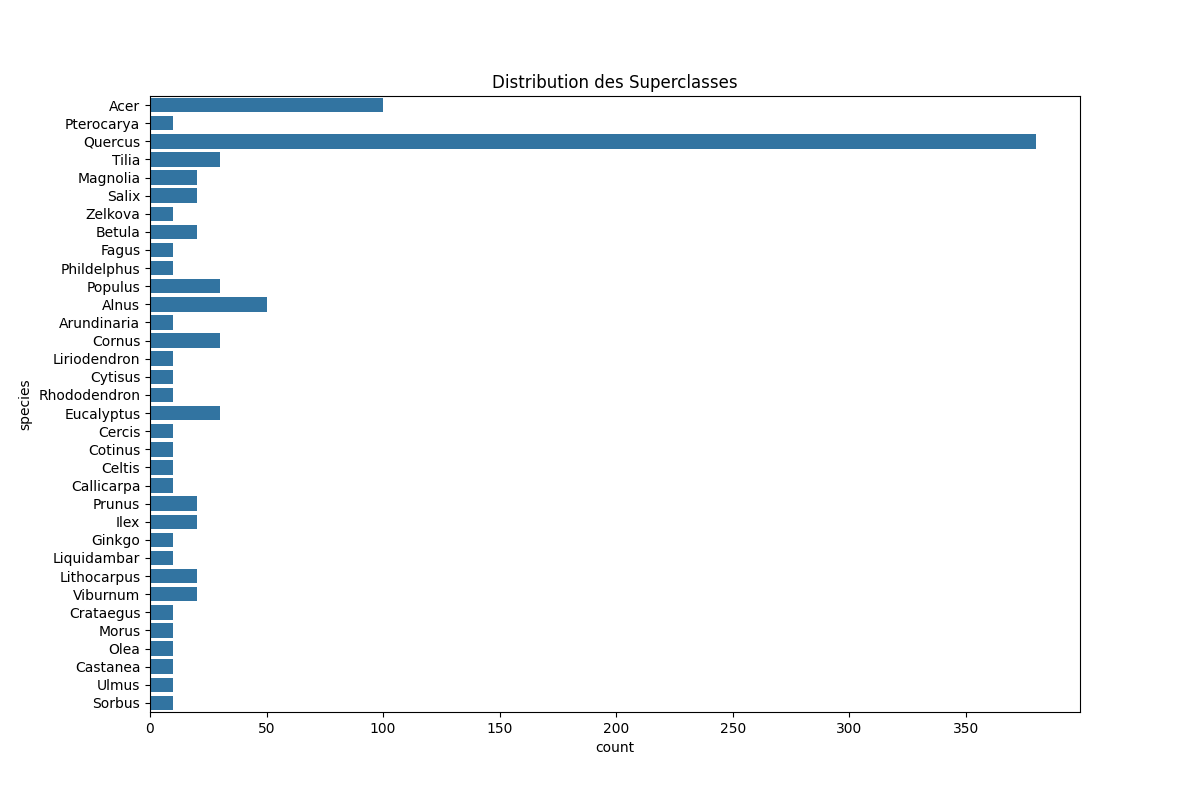 Distribution des Superclasses
Acer
Pterocarya
Quercus
Tilia
Magnolia
Salix
Zelkova
Betula
Fagus
Phildelphus
Populus
Alnus
Arundinaria
Cornus
Liriodendron
Cytisus
Rhododendron
Eucalyptus
Cercis
Cotinus
Celtis
Callicarpa
Prunus
Ilex
Ginkgo
Liquidambar
Lithocarpus
Viburnum
Crataegus
Morus
Olea
Castanea
Ulmus
Sorbus
species
0 50 100 150 200 250 300 350
count